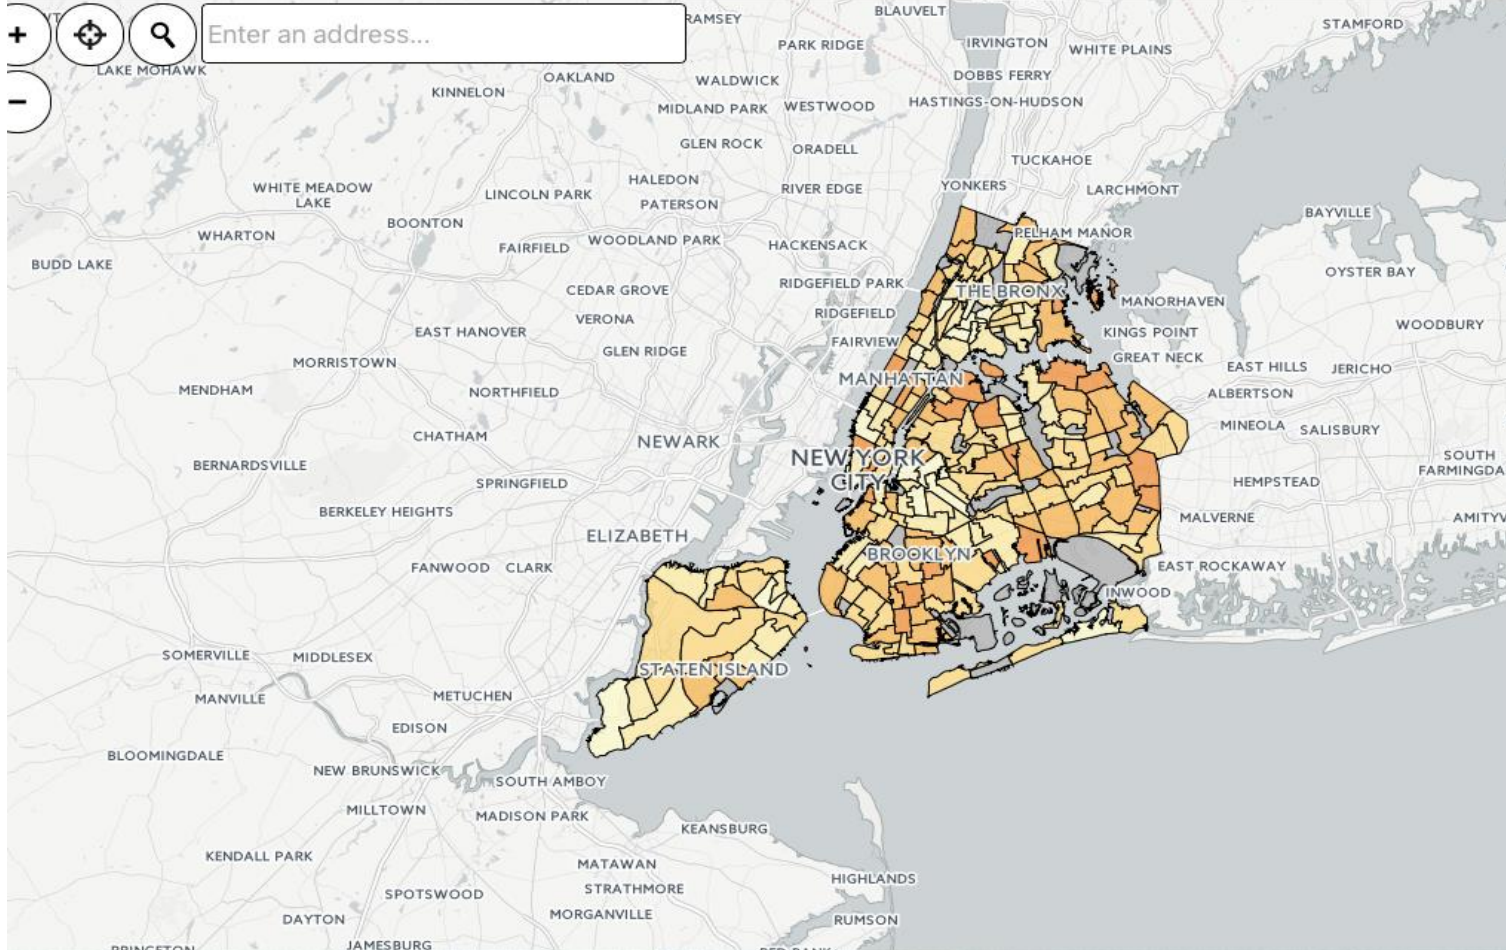 +
Enter an address...
−
RAMSEY
BLAUVELT
STAMFORD
PARK RIDGE
IRVINGTON
WHITE PLAINS
LAKE MOHAWK
OAKLAND
WALDWICK
DOBBS FERRY
KINNELON
MIDLAND PARK
WESTWOOD
HASTINGS-ON-HUDSON
GLEN ROCK
ORADELL
TUCKAHOE
WHITE MEADOW
LAKE
LINCOLN PARK
HALEDON
RIVER EDGE
YONKERS
LARCHMONT
PATERSON
BOONTON
BAYVILLE
WHARTON
FAIRFIELD
WOODLAND PARK
HACKENSACK
PELHAM MANOR
BUDD LAKE
OYSTER BAY
CEDAR GROVE
RIDGEFIELD PARK
THE BRONX
MANORHAVEN
VERONA
RIDGEFIELD
EAST HANOVER
KINGS POINT
WOODBURY
GLEN RIDGE
FAIRVIEW
MORRISTOWN
GREAT NECK
EAST HILLS
JERICHO
MENDHAM
NORTHFIELD
MANHATTAN
ALBERTSON
CHATHAM
NEWARK
MINEOLA
SALISBURY
BERNARDSVILLE
NEW YORK
CITY
SOUTH
FARMINGDA
SPRINGFIELD
HEMPSTEAD
BERKELEY HEIGHTS
MALVERNE
AMITYV
ELIZABETH
BROOKLYN
FANWOOD
CLARK
EAST ROCKAWAY
INWOOD
SOMERVILLE
MIDDLESEX
STATEN ISLAND
MANVILLE
METUCHEN
EDISON
BLOOMINGDALE
NEW BRUNSWICK
SOUTH AMBOY
MILLTOWN
MADISON PARK
KEANSBURG
KENDALL PARK
MATAWAN
HIGHLANDS
SPOTSWOOD
STRATHMORE
DAYTON
MORGANVILLE
RUMSON
JAMESBURG
PRINCETON
RED BANK